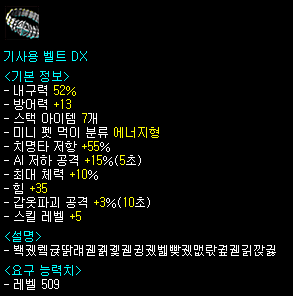 기사용 벨트 DX
<기본 정보>
- 내구력 52%
- 방어력 +13
- 스택 아이템 7개
- 미니 펫 먹이 분류 에너지형
- 치명타 저항 +55%
- AI 저하 공격 +15%(5초)
- 최대 체력 +10%
- 힘 +35
- 갑옷파괴 공격 +3%(10초)
- 스킬 레벨 +5
<설명>
<요구 능력치>
- 레벨 509